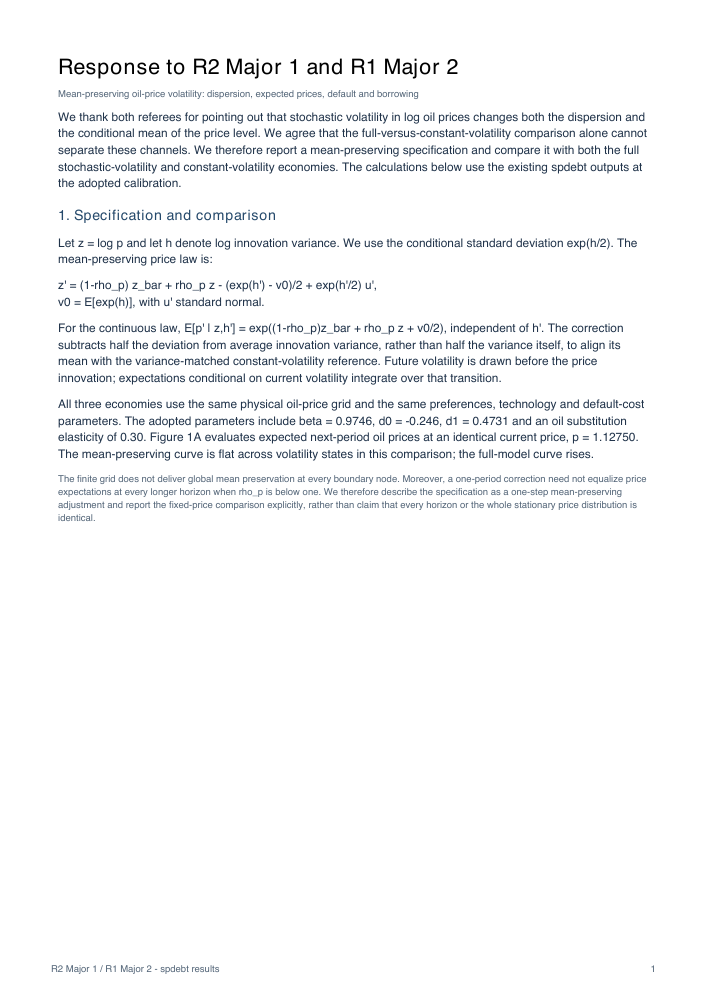 Response to R2 Major 1 and R1 Major 2
Mean-preserving oil-price volatility: dispersion, expected prices, default and borrowing
We thank both referees for pointing out that stochastic volatility in log oil prices changes both the dispersion and
the conditional mean of the price level. We agree that the full-versus-constant-volatility comparison alone cannot
separate these channels. We therefore report a mean-preserving specification and compare it with both the full
stochastic-volatility and constant-volatility economies. The calculations below use the existing spdebt outputs at
the adopted calibration.
1. Specification and comparison
Let z = log p and let h denote log innovation variance. We use the conditional standard deviation exp(h/2). The
mean-preserving price law is:
z' = (1-rho_p) z_bar + rho_p z - (exp(h') - v0)/2 + exp(h'/2) u',
v0 = E[exp(h)], with u' standard normal.
For the continuous law, E[p' | z,h'] = exp((1-rho_p)z_bar + rho_p z + v0/2), independent of h'. The correction
subtracts half the deviation from average innovation variance, rather than half the variance itself, to align its
mean with the variance-matched constant-volatility reference. Future volatility is drawn before the price
innovation; expectations conditional on current volatility integrate over that transition.
All three economies use the same physical oil-price grid and the same preferences, technology and default-cost
parameters. The adopted parameters include beta = 0.9746, d0 = -0.246, d1 = 0.4731 and an oil substitution
elasticity of 0.30. Figure 1A evaluates expected next-period oil prices at an identical current price, p = 1.12750.
The mean-preserving curve is flat across volatility states in this comparison; the full-model curve rises.
The finite grid does not deliver global mean preservation at every boundary node. Moreover, a one-period correction need not equalize price
expectations at every longer horizon when rho_p is below one. We therefore describe the specification as a one-step mean-preserving
adjustment and report the fixed-price comparison explicitly, rather than claim that every horizon or the whole stationary price distribution is
identical.
R2 Major 1 / R1 Major 2 - spdebt results
1